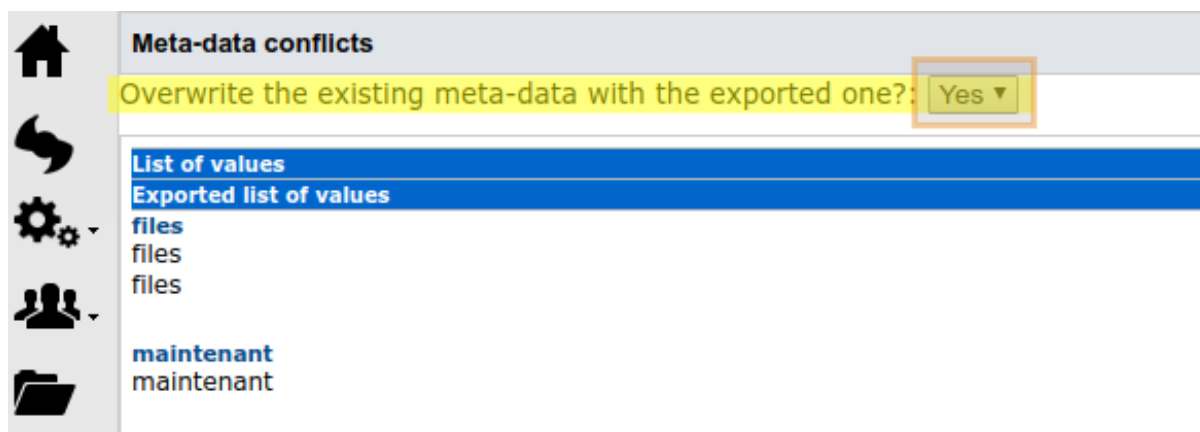 Meta-data conflicts
Overwrite the existing meta-data with the exported one?: Yes
List of values
Exported list of values
files
files
files
maintenant
maintenant